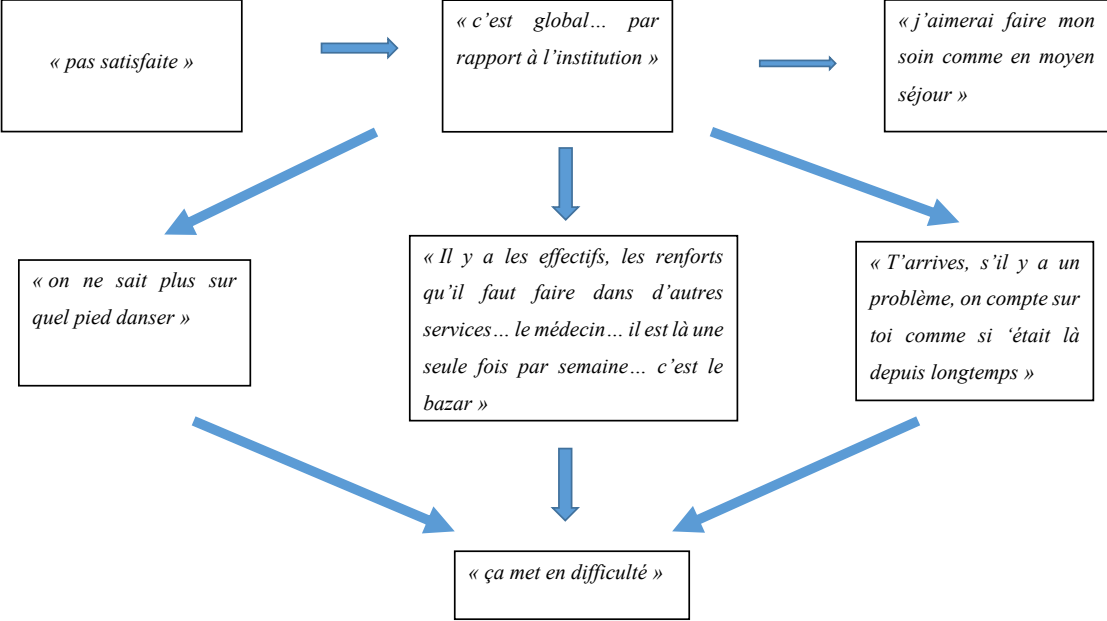 « pas satisfaite »
« c’est global… par
rapport à l’institution »
« j’aimerai faire mon
soin comme en moyen
séjour »
« on ne sait plus sur
quel pied danser »
« Il y a les effectifs, les renforts
qu’il faut faire dans d’autres
services… le médecin… il est là une
seule fois par semaine… c’est le
bazar »
« T’arrives, s’il y a un
problème, on compte sur
toi comme si ‘était là
depuis longtemps »
« ça met en difficulté »